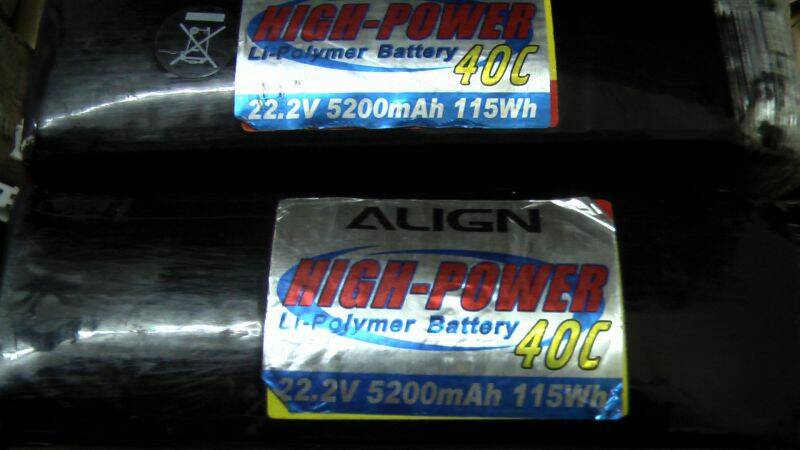 HIGH-POWER
Li-Polymer Battery
40C
22.2V 5200mAh 115Wh
ALIGN
HIGH-POWER
Li-Polymer Battery
40C
22.2V 5200mAh 115Wh